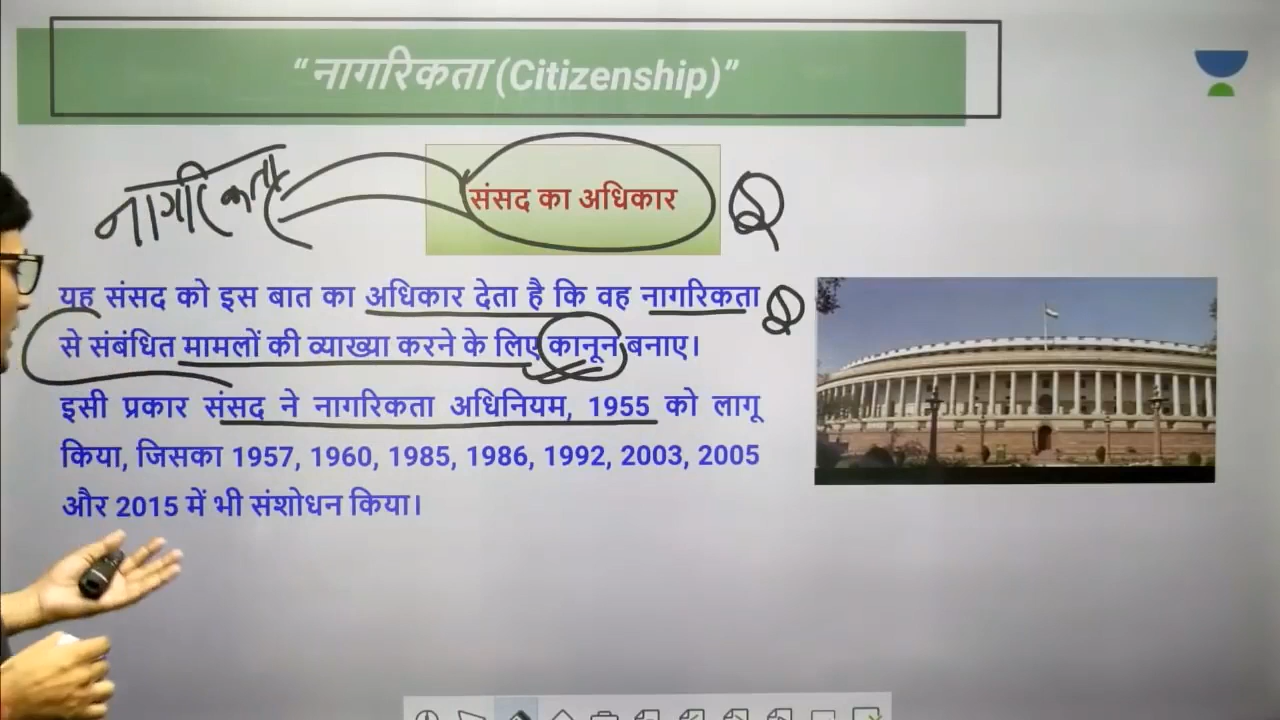 “नागरिकता (Citizenship)”
नागरिकता
संसद का अधिकार
यह संसद को इस बात का अधिकार देता है कि वह नागरिकता
से संबंधित मामलों की व्याख्या करने के लिए कानून बनाए।
इसी प्रकार संसद ने नागरिकता अधिनियम, 1955 को लागू
किया, जिसका 1957, 1960, 1985, 1986, 1992, 2003, 2005
और 2015 में भी संशोधन किया।